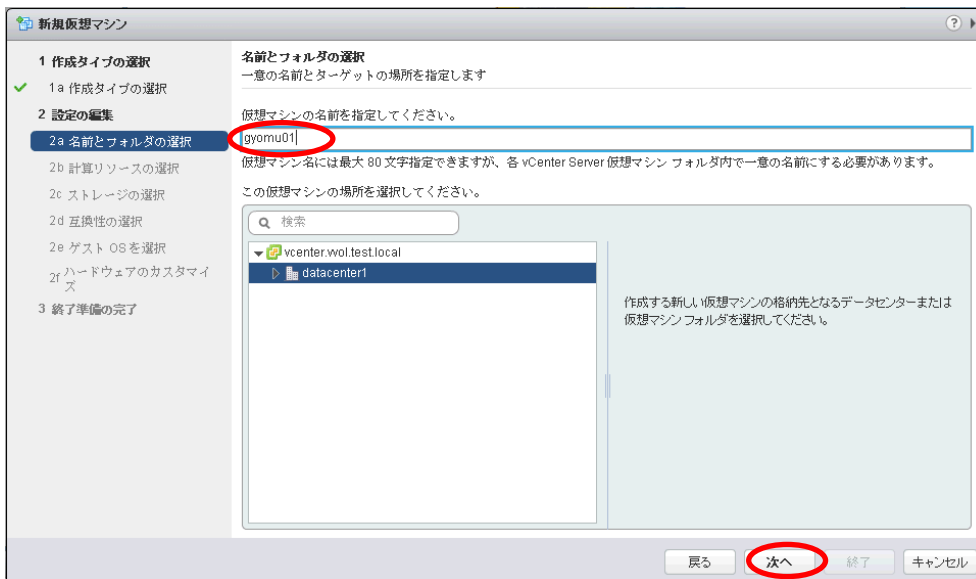 新規仮想マシン
?
1 作成タイプの選択
1a 作成タイプの選択
2 設定の編集
2a 名前とフォルダの選択
2b 計算リソースの選択
2c ストレージの選択
2d 互換性の選択
2e ゲスト OS を選択
2f ハードウェアのカスタマイ
ズ
3 終了準備の完了
名前とフォルダの選択
一意の名前とターゲットの場所を指定します
仮想マシンの名前を指定してください。
gyomu01
仮想マシン名には最大 80 文字指定できますが、各 vCenter Server 仮想マシン フォルダ内で一意の名前にする必要があります。
この仮想マシンの場所を選択してください。
検索
vcenter.vvol.test.local
datacenter1
作成する新しい仮想マシンの格納先となるデータセンターまたは
仮想マシン フォルダを選択してください。
戻る
次へ
終了
キャンセル